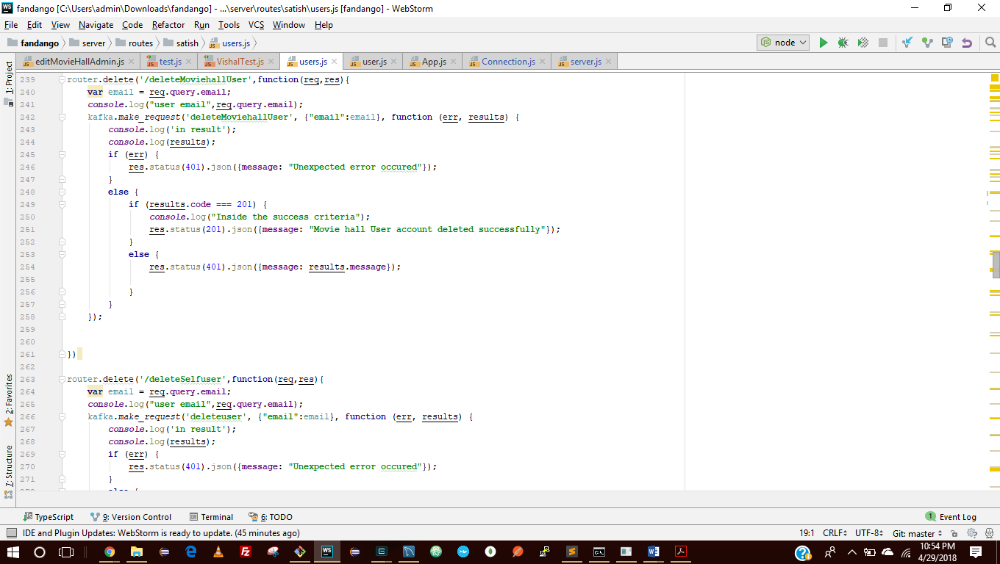 fandango [C:\Users\admin\Downloads\fandango] - ...\server\routes\satish\users.js [fandango] - WebStorm
File Edit View Navigate Code Refactor Run Tools VCS Window Help
fandango server routes satish users.js node
editMovieHallAdmin.js test.js VishalTest.js users.js user.js App.js Connection.js server.js
1: Project
2: Favorites
7: Structure
239 router.delete('/deleteMoviehallUser',function(req,res){
240 var email = req.query.email;
241 console.log("user email",req.query.email);
242 kafka.make_request('deleteMoviehallUser', {"email":email}, function (err, results) {
243 console.log('in result');
244 console.log(results);
245 if (err) {
246 res.status(401).json({message: "Unexpected error occured"});
247 }
248 else {
249 if (results.code === 201) {
250 console.log("Inside the success criteria");
251 res.status(201).json({message: "Movie hall User account deleted successfully"});
252 }
253 else {
254 res.status(401).json({message: results.message});
255
256 }
257 }
258 });
259
260
261 })
262
263 router.delete('/deleteSelfuser',function(req,res){
264 var email = req.query.email;
265 console.log("user email",req.query.email);
266 kafka.make_request('deleteuser', {"email":email}, function (err, results) {
267 console.log('in result');
268 console.log(results);
269 if (err) {
270 res.status(401).json({message: "Unexpected error occured"});
271 }
272 else {
TypeScript 9: Version Control Terminal 6: TODO 1 Event Log
IDE and Plugin Updates: WebStorm is ready to update. (45 minutes ago) 19:1 CRLF UTF-8 Git: master
10:54 PM
4/29/2018